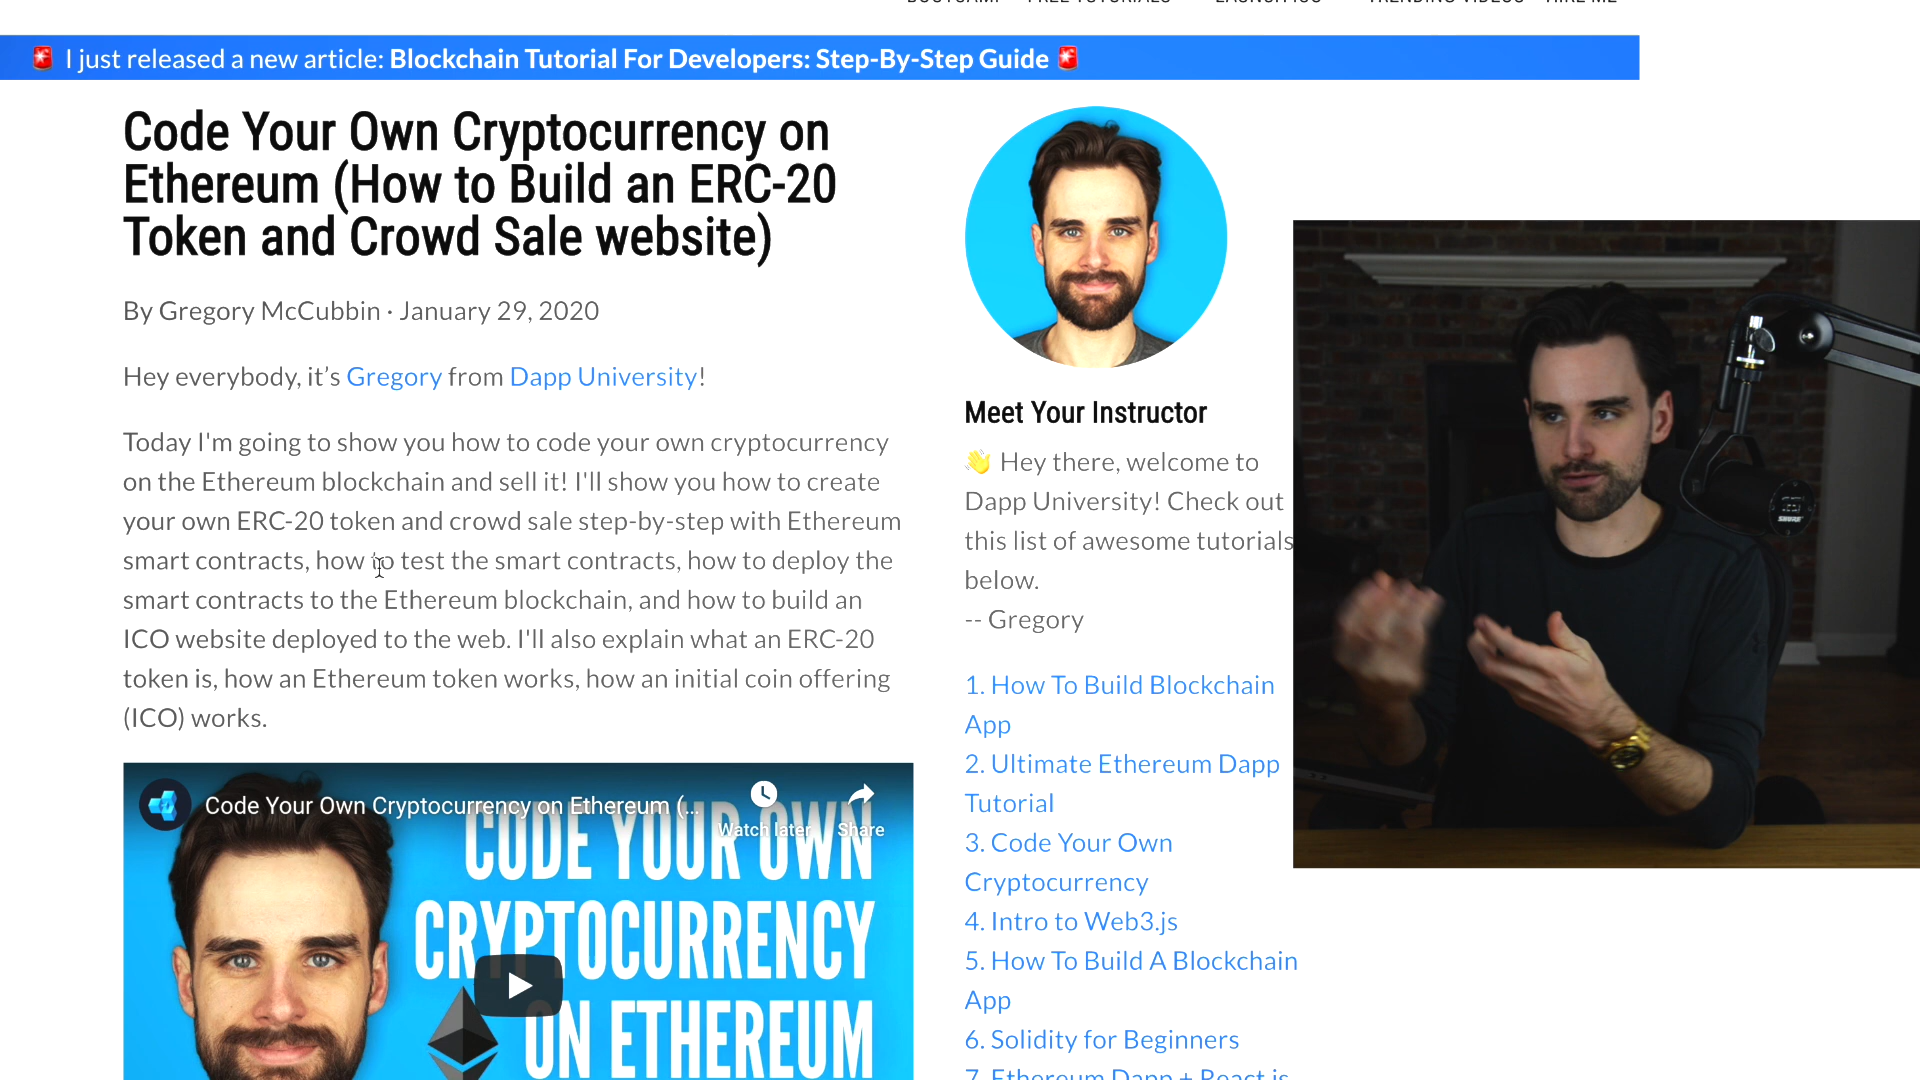 BOOTCAMP FREE TUTORIALS LAUNCH ICO TRENDING VIDEOS HIRE ME
🚨 I just released a new article: Blockchain Tutorial For Developers: Step-By-Step Guide 🚨
Code Your Own Cryptocurrency on
Ethereum (How to Build an ERC-20
Token and Crowd Sale website)
By Gregory McCubbin · January 29, 2020
Hey everybody, it’s Gregory from Dapp University!
Today I'm going to show you how to code your own cryptocurrency
on the Ethereum blockchain and sell it! I'll show you how to create
your own ERC-20 token and crowd sale step-by-step with Ethereum
smart contracts, how to test the smart contracts, how to deploy the
smart contracts to the Ethereum blockchain, and how to build an
ICO website deployed to the web. I'll also explain what an ERC-20
token is, how an Ethereum token works, how an initial coin offering
(ICO) works.
Code Your Own Cryptocurrency on Ethereum (...
Watch later
Share
CODE YOUR OWN
CRYPTOCURRENCY
ON ETHEREUM
Meet Your Instructor
👋 Hey there, welcome to
Dapp University! Check out
this list of awesome tutorials
below.
-- Gregory
1. How To Build Blockchain
App
2. Ultimate Ethereum Dapp
Tutorial
3. Code Your Own
Cryptocurrency
4. Intro to Web3.js
5. How To Build A Blockchain
App
6. Solidity for Beginners
7. Ethereum Dapp + React.js
SHURE